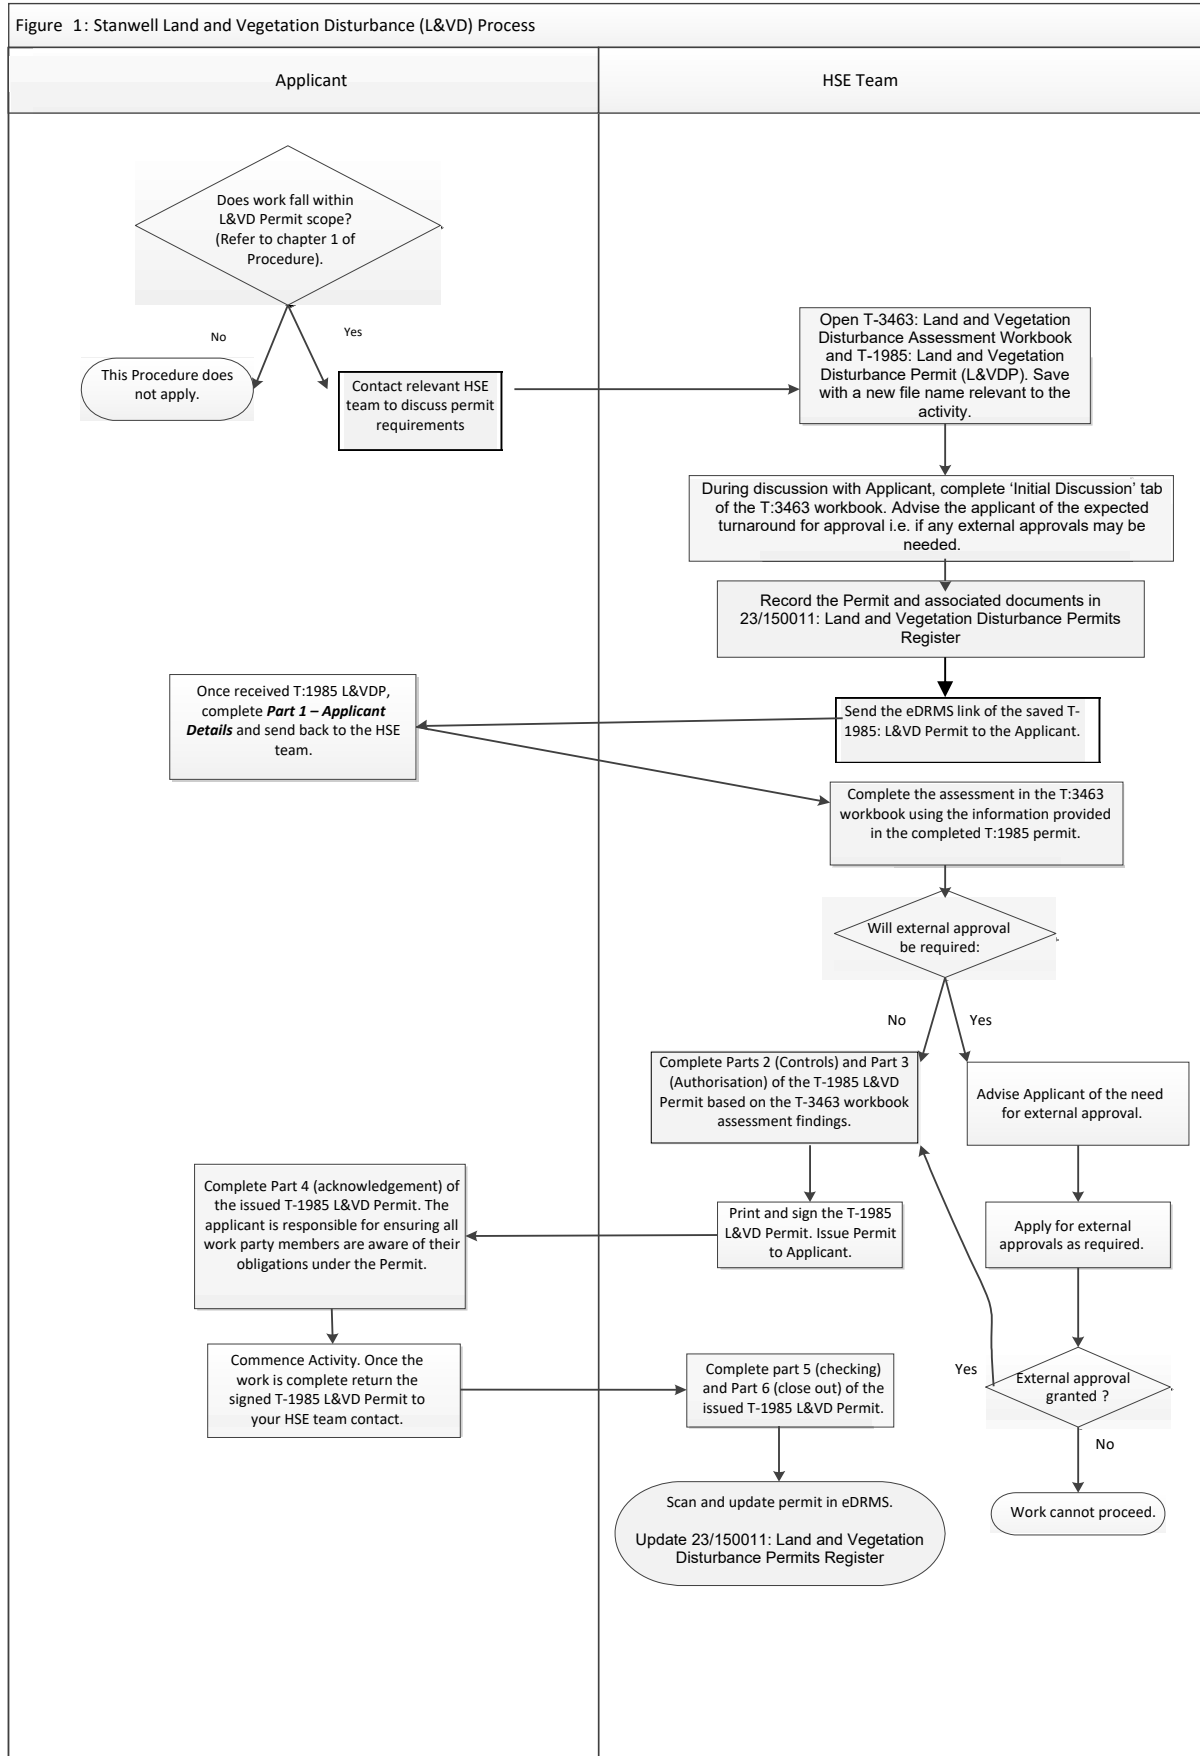 Figure 1: Stanwell Land and Vegetation Disturbance (L&VD) Process
Applicant
HSE Team
Does work fall within
L&VD Permit scope?
(Refer to chapter 1 of
Procedure).
No
Yes
This Procedure does
not apply.
Contact relevant HSE
team to discuss permit
requirements
Open T-3463: Land and Vegetation
Disturbance Assessment Workbook
and T-1985: Land and Vegetation
Disturbance Permit (L&VDP). Save
with a new file name relevant to the
activity.
During discussion with Applicant, complete ‘Initial Discussion’ tab
of the T:3463 workbook. Advise the applicant of the expected
turnaround for approval i.e. if any external approvals may be
needed.
Record the Permit and associated documents in
23/150011: Land and Vegetation Disturbance Permits
Register
Send the eDRMS link of the saved T-
1985: L&VD Permit to the Applicant.
Once received T:1985 L&VDP,
complete Part 1 – Applicant
Details and send back to the HSE
team.
Complete the assessment in the T:3463
workbook using the information provided
in the completed T:1985 permit.
Will external approval
be required:
No
Yes
Complete Parts 2 (Controls) and Part 3
(Authorisation) of the T-1985 L&VD
Permit based on the T-3463 workbook
assessment findings.
Advise Applicant of the need
for external approval.
Print and sign the T-1985
L&VD Permit. Issue Permit
to Applicant.
Apply for external
approvals as required.
Complete Part 4 (acknowledgement) of
the issued T-1985 L&VD Permit. The
applicant is responsible for ensuring all
work party members are aware of their
obligations under the Permit.
Commence Activity. Once the
work is complete return the
signed T-1985 L&VD Permit to
your HSE team contact.
Complete part 5 (checking)
and Part 6 (close out) of the
issued T-1985 L&VD Permit.
Yes
External approval
granted ?
No
Work cannot proceed.
Scan and update permit in eDRMS.
Update 23/150011: Land and Vegetation
Disturbance Permits Register